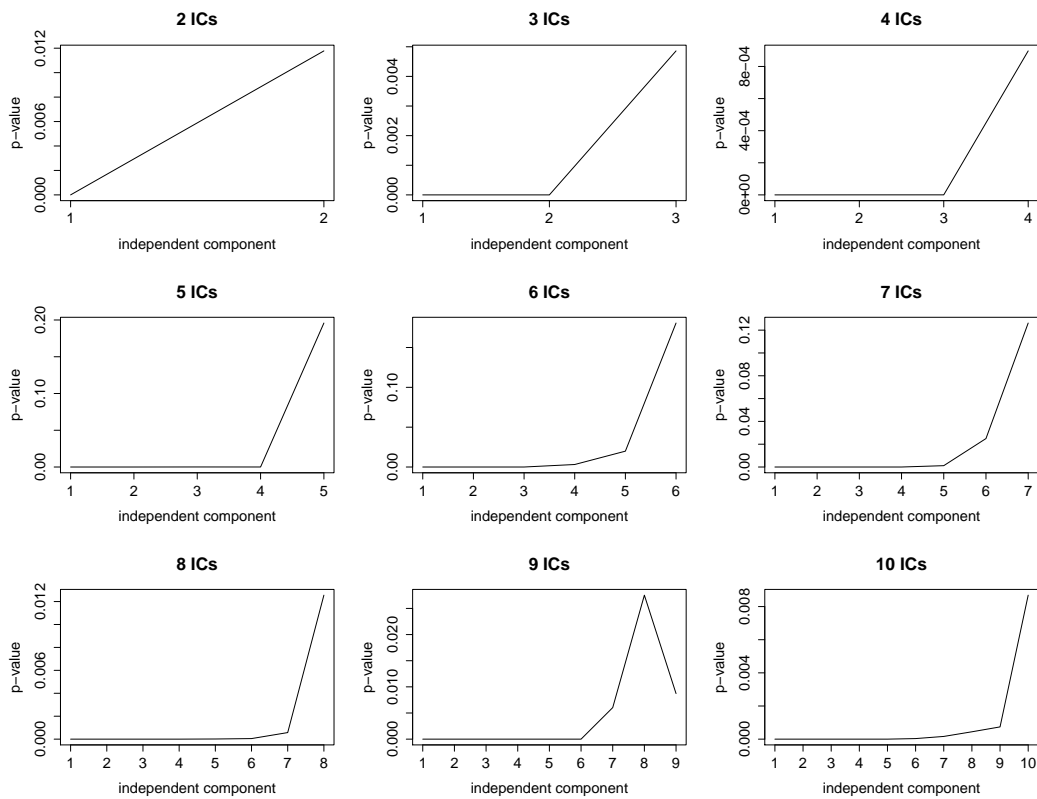 2 ICs
p−value
0.000 0.006 0.012
1 2
independent component
3 ICs
p−value
0.000 0.002 0.004
1 2 3
independent component
4 ICs
p−value
0e+00 4e−04 8e−04
1 2 3 4
independent component
5 ICs
p−value
0.00 0.10 0.20
1 2 3 4 5
independent component
6 ICs
p−value
0.00 0.10
1 2 3 4 5 6
independent component
7 ICs
p−value
0.00 0.04 0.08 0.12
1 2 3 4 5 6 7
independent component
8 ICs
p−value
0.000 0.006 0.012
1 2 3 4 5 6 7 8
independent component
9 ICs
p−value
0.000 0.010 0.020
1 2 3 4 5 6 7 8 9
independent component
10 ICs
p−value
0.000 0.004 0.008
1 2 3 4 5 6 7 8 9 10
independent component